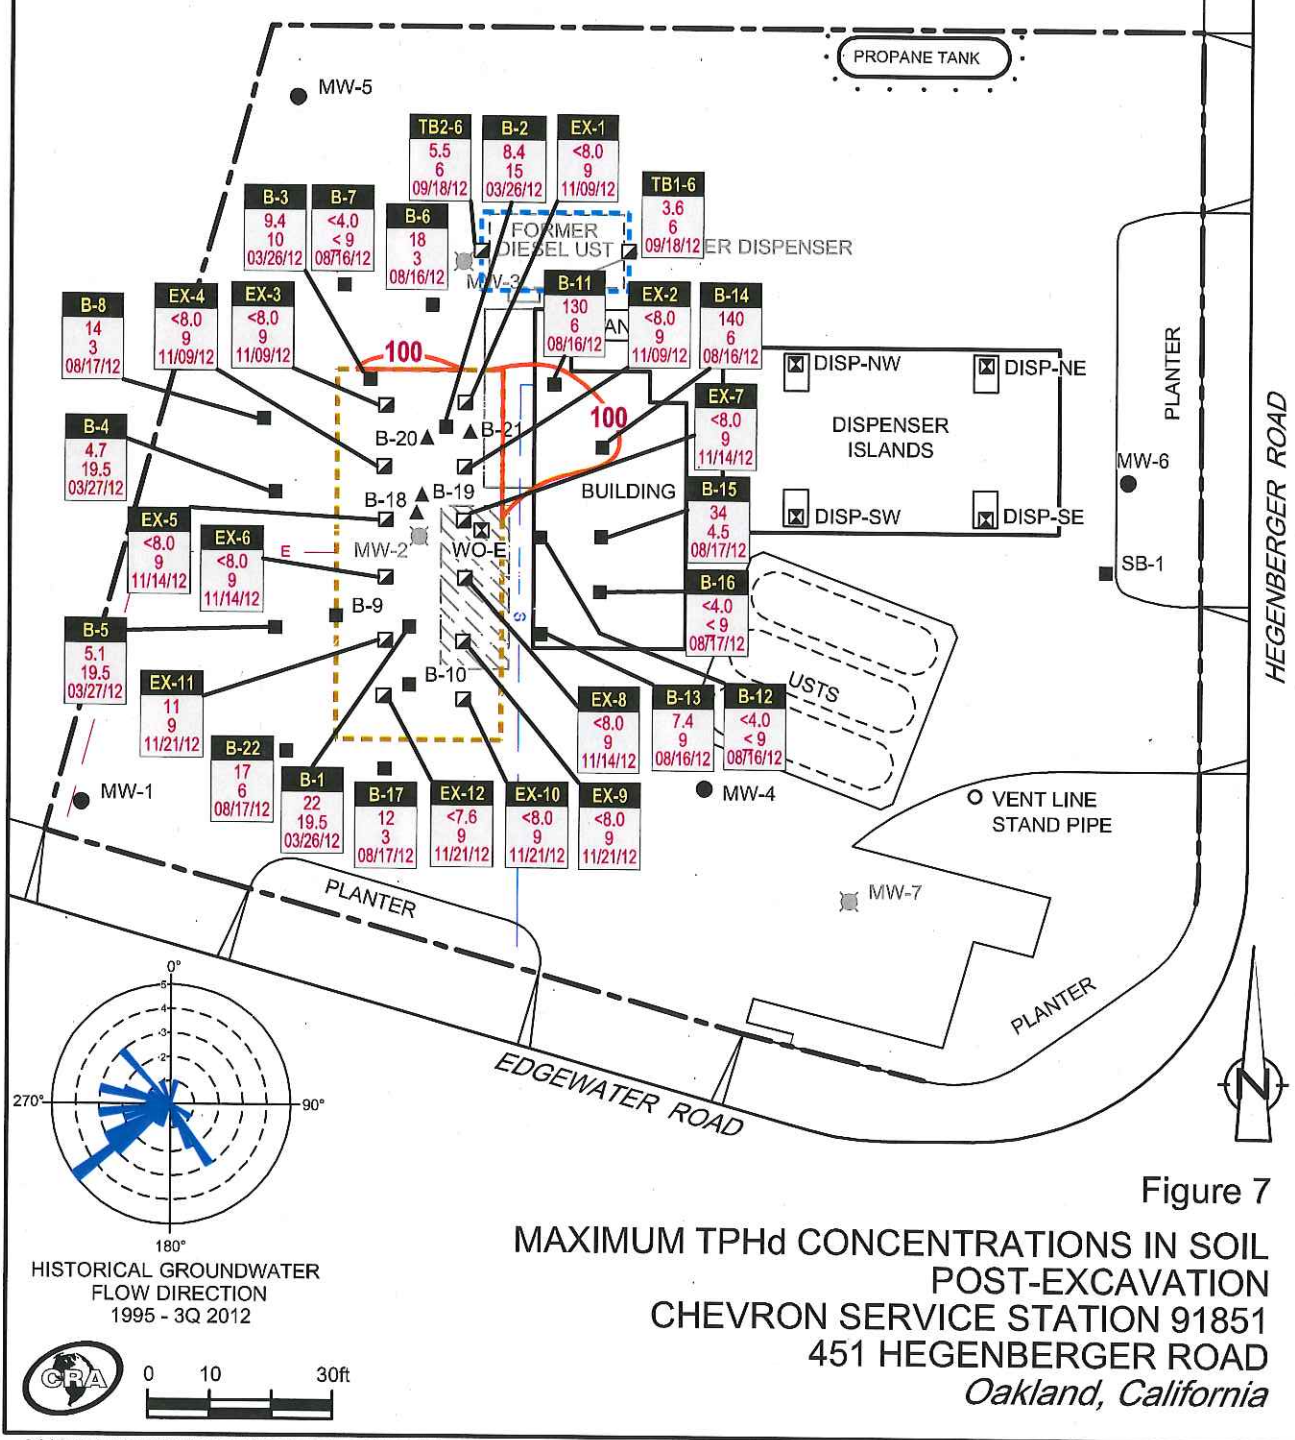 PROPANE TANK
MW-5
TB2-6
5.5
6
09/18/12
B-2
8.4
15
03/26/12
EX-1
<8.0
9
11/09/12
TB1-6
3.6
6
09/18/12
B-3
9.4
10
03/26/12
B-7
<4.0
<9
08/16/12
B-6
18
3
08/16/12
FORMER
DIESEL UST
ER DISPENSER
MW-3
B-8
14
3
08/17/12
EX-4
<8.0
9
11/09/12
EX-3
<8.0
9
11/09/12
B-11
130
6
08/16/12
AN
EX-2
<8.0
9
11/09/12
B-14
140
6
08/16/12
100
100
DISP-NW
DISP-NE
DISPENSER
ISLANDS
DISP-SW
DISP-SE
PLANTER
HEGENBERGER ROAD
MW-6
SB-1
B-4
4.7
19.5
03/27/12
B-20
B-21
EX-7
<8.0
9
11/14/12
BUILDING
B-18
B-19
MW-2
WO-E
E
S
EX-5
<8.0
9
11/14/12
EX-6
<8.0
9
11/14/12
B-15
34
4.5
08/17/12
B-16
<4.0
<9
08/17/12
B-9
B-5
5.1
19.5
03/27/12
EX-11
11
9
11/21/12
B-10
USTS
EX-8
<8.0
9
11/14/12
B-13
7.4
9
08/16/12
B-12
<4.0
<9
08/16/12
B-22
17
6
08/17/12
B-1
22
19.5
03/26/12
B-17
12
3
08/17/12
EX-12
<7.6
9
11/21/12
EX-10
<8.0
9
11/21/12
EX-9
<8.0
9
11/21/12
MW-1
MW-4
VENT LINE
STAND PIPE
MW-7
PLANTER
PLANTER
EDGEWATER ROAD
0°
5
4
3
2
270°
90°
180°
HISTORICAL GROUNDWATER
FLOW DIRECTION
1995 - 3Q 2012
N
CRA
0 10 30ft
Figure 7
MAXIMUM TPHd CONCENTRATIONS IN SOIL
POST-EXCAVATION
CHEVRON SERVICE STATION 91851
451 HEGENBERGER ROAD
Oakland, California